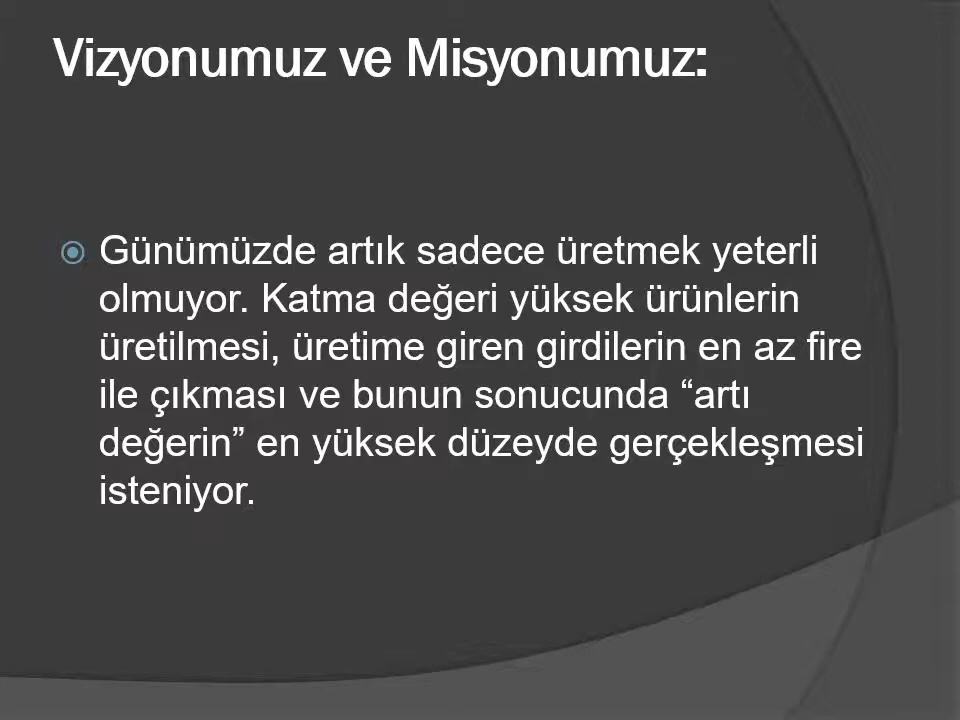 Vizyonumuz ve Misyonumuz:
Günümüzde artık sadece üretmek yeterli
olmuyor. Katma değeri yüksek ürünlerin
üretilmesi, üretime giren girdilerin en az fire
ile çıkması ve bunun sonucunda “artı
değerin” en yüksek düzeyde gerçekleşmesi
isteniyor.